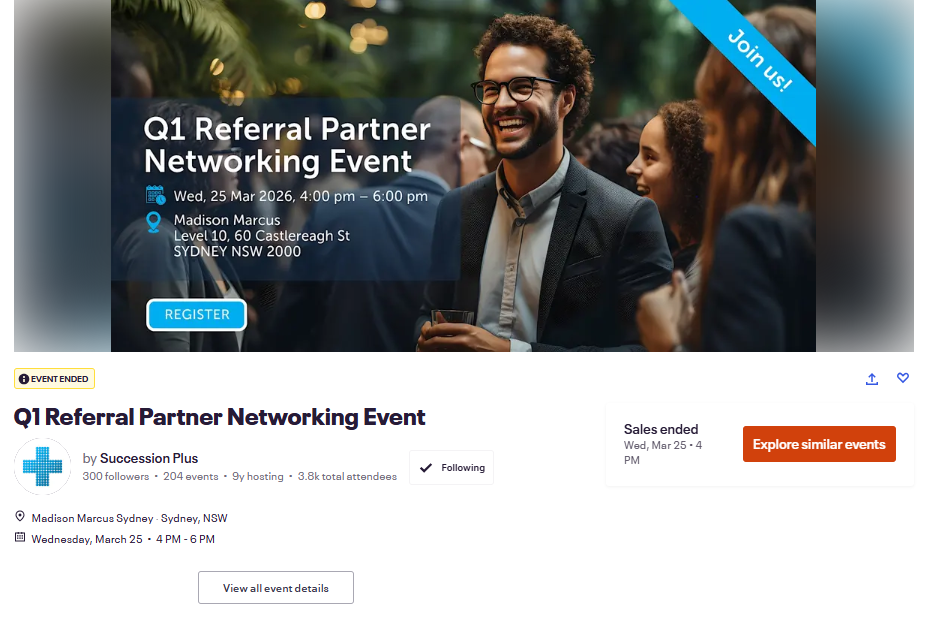 Join us!
Q1 Referral Partner
Networking Event
Wed, 25 Mar 2026, 4:00 pm – 6:00 pm
Madison Marcus
Level 10, 60 Castlereagh St
SYDNEY NSW 2000
REGISTER
EVENT ENDED
Q1 Referral Partner Networking Event
by Succession Plus
300 followers • 204 events • 9y hosting • 3.8k total attendees
Following
Sales ended
Wed, Mar 25 • 4
PM
Explore similar events
Madison Marcus Sydney · Sydney, NSW
Wednesday, March 25 • 4 PM - 6 PM
View all event details